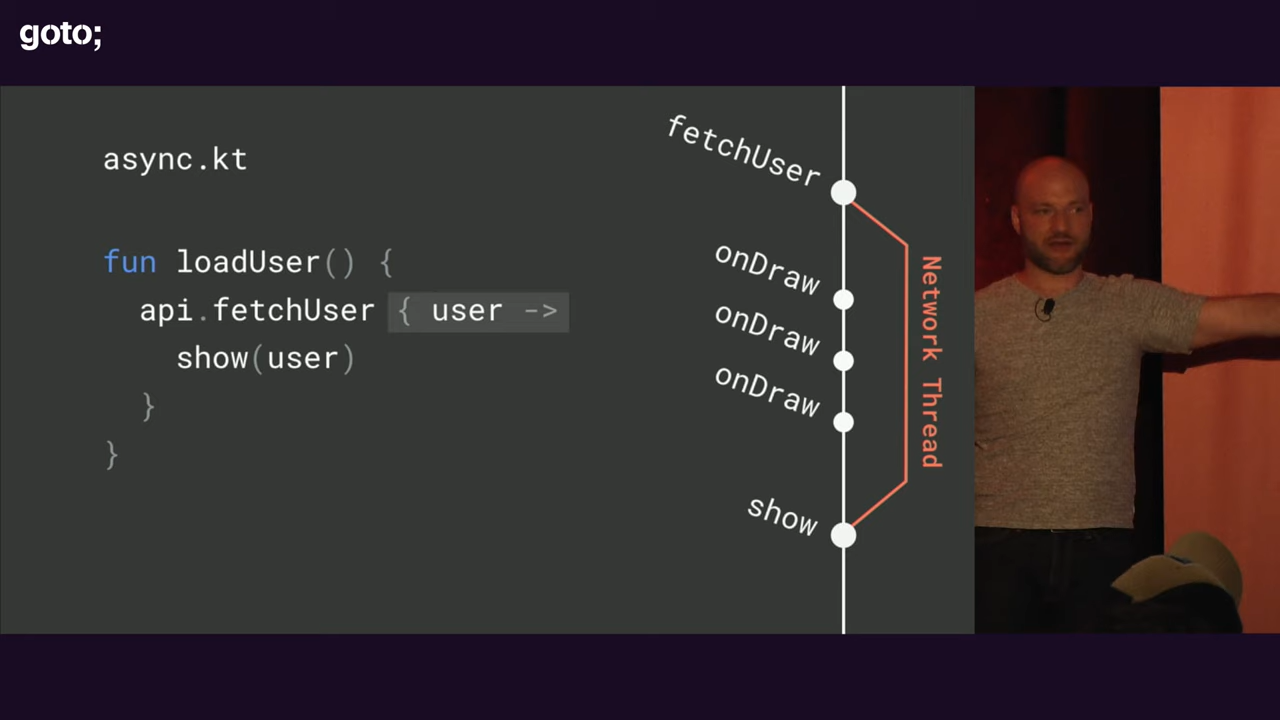 goto;
async.kt
fun loadUser() {
api.fetchUser { user ->
show(user)
}
}
fetchUser
onDraw
onDraw
onDraw
show
Network Thread